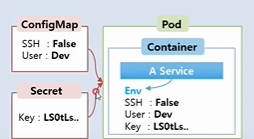 ConfigMap
SSH : False
User : Dev
Secret
Key : LS0tLs..
Pod
Container
A Service
Env
SSH : False
User : Dev
Key : LS0tLs..